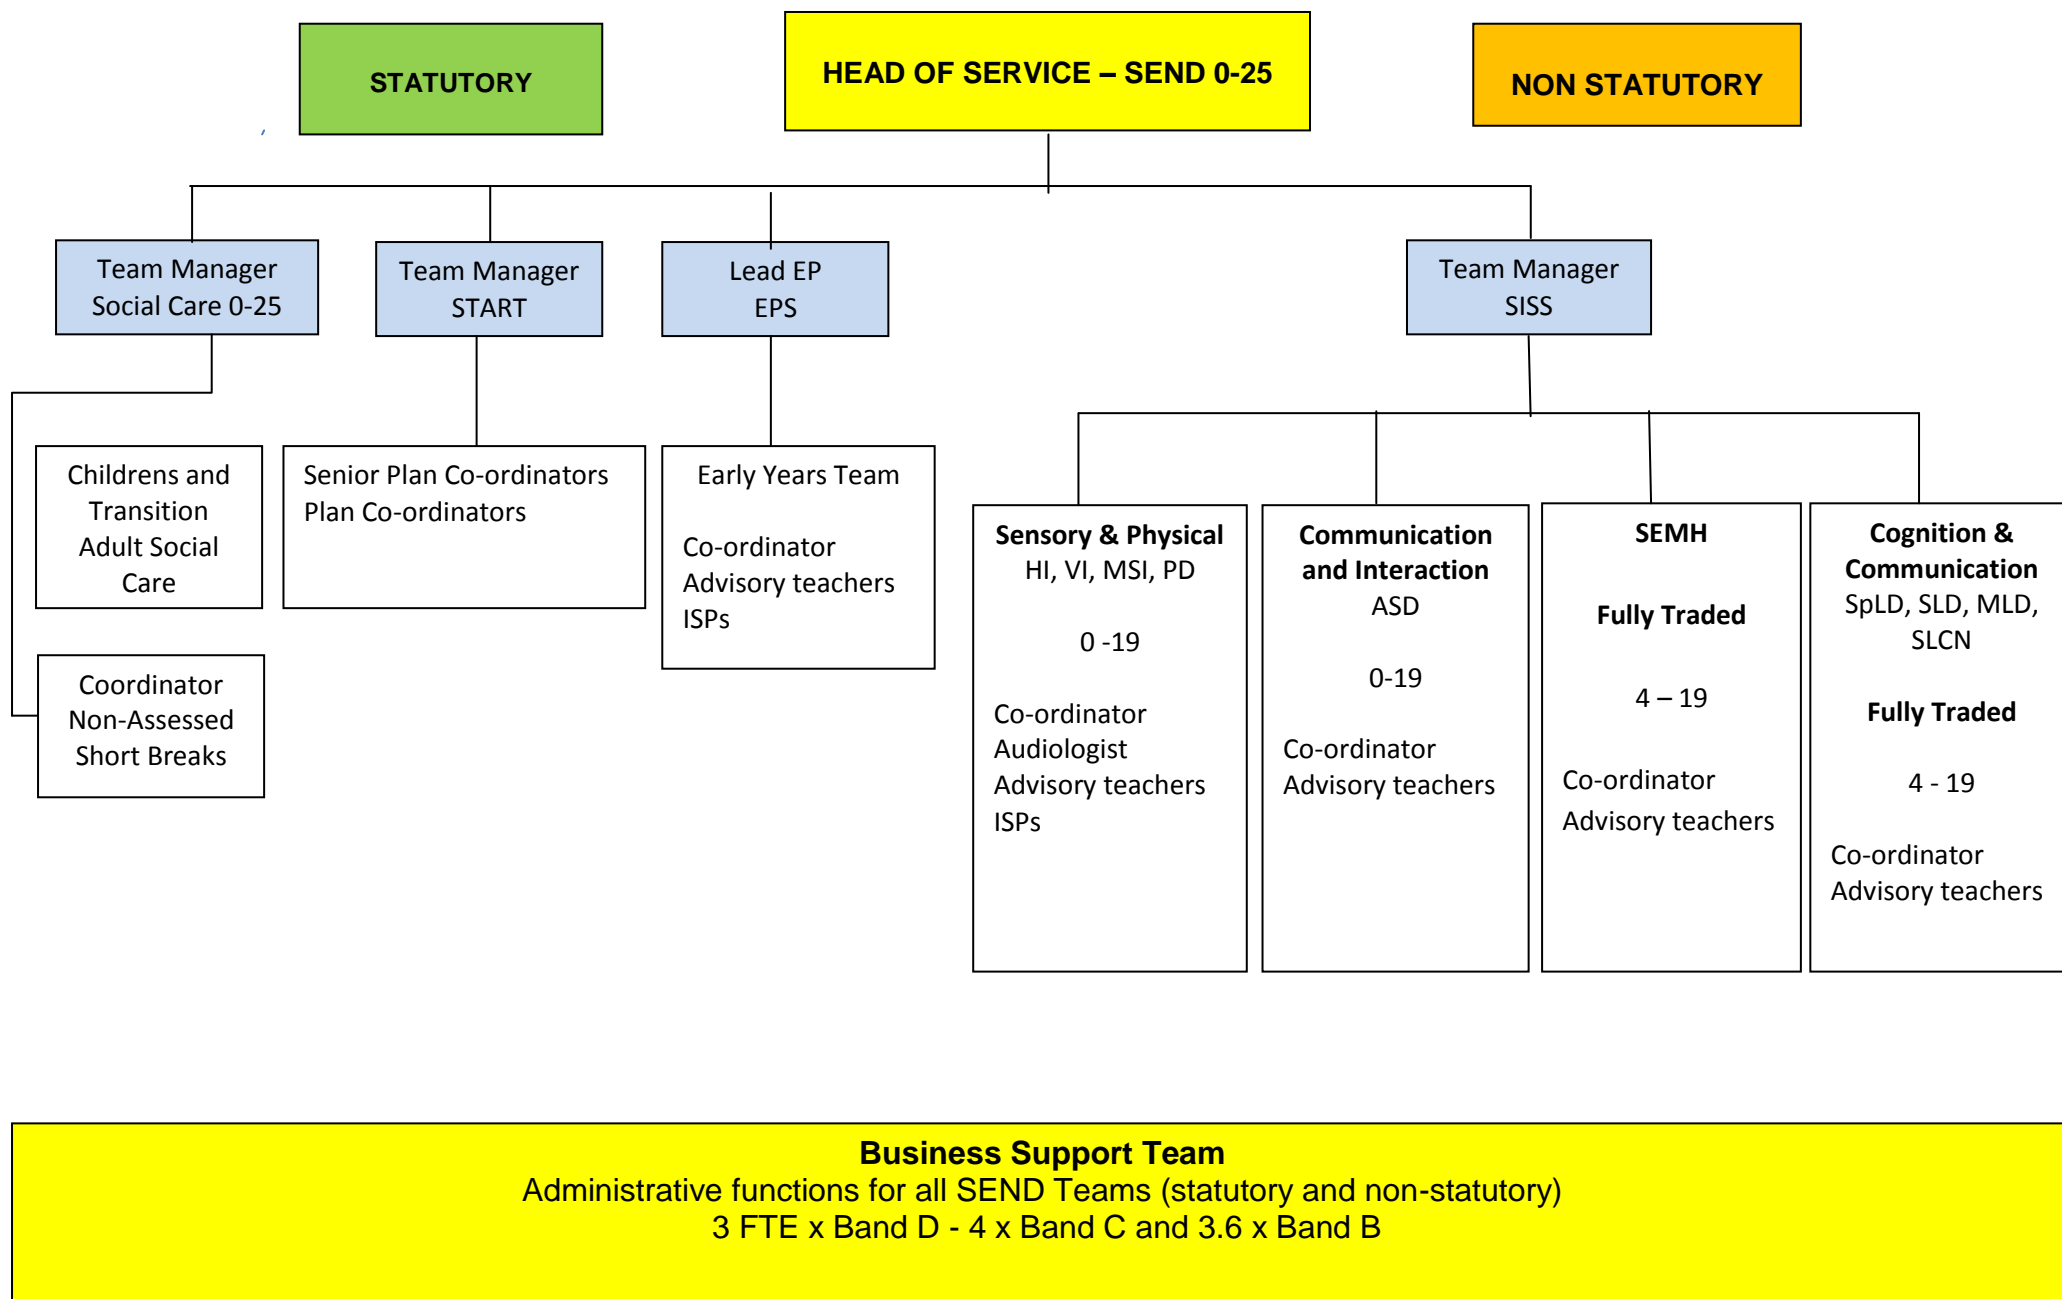 STATUTORY
HEAD OF SERVICE – SEND 0-25
NON STATUTORY
Team Manager
Social Care 0-25
Team Manager
START
Lead EP
EPS
Team Manager
SISS
Childrens and
Transition
Adult Social
Care
Senior Plan Co-ordinators
Plan Co-ordinators
Early Years Team
Co-ordinator
Advisory teachers
ISPs
Coordinator
Non-Assessed
Short Breaks
Sensory & Physical
HI, VI, MSI, PD
0 -19
Co-ordinator
Audiologist
Advisory teachers
ISPs
Communication
and Interaction
ASD
0-19
Co-ordinator
Advisory teachers
SEMH
Fully Traded
4 – 19
Co-ordinator
Advisory teachers
Cognition &
Communication
SpLD, SLD, MLD,
SLCN
Fully Traded
4 - 19
Co-ordinator
Advisory teachers
Business Support Team
Administrative functions for all SEND Teams (statutory and non-statutory)
3 FTE x Band D - 4 x Band C and 3.6 x Band B